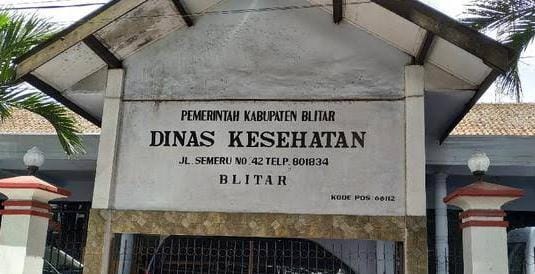 PEMERINTAH KABUPATEN BLITAR
DINAS KESEHATAN
JL. SEMERU NO. 42 TELP. 801834
BLITAR
KODE POS : 66112